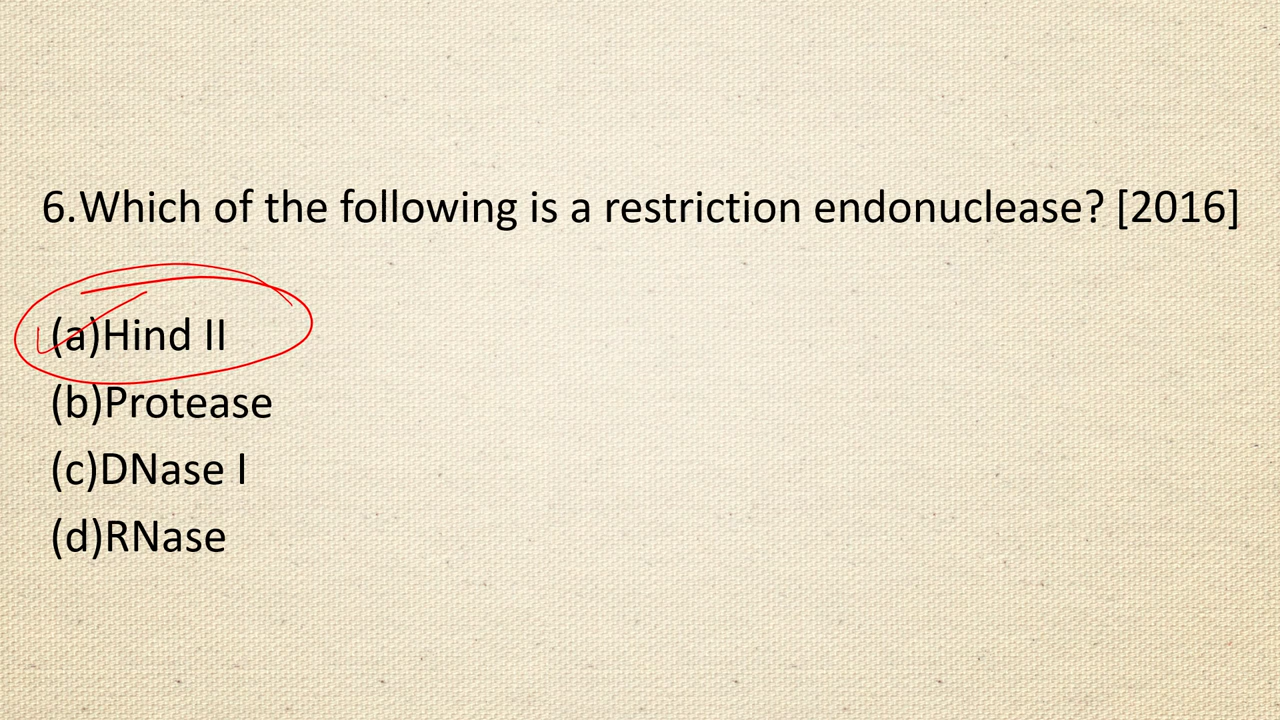 6.Which of the following is a restriction endonuclease? [2016]
(a)Hind II
(b)Protease
(c)DNase I
(d)RNase